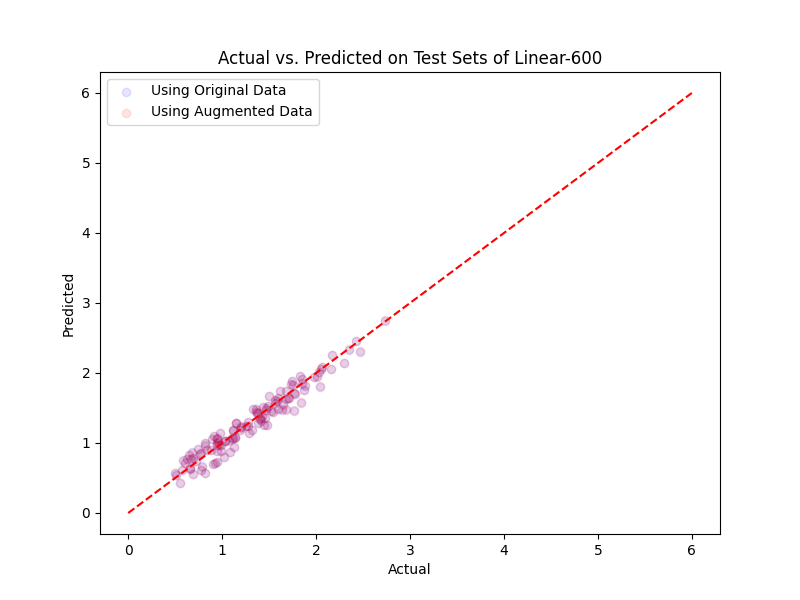 Actual vs. Predicted on Test Sets of Linear-600
Using Original Data
Using Augmented Data
6
5
4
3
2
1
0
Predicted
0 1 2 3 4 5 6
Actual